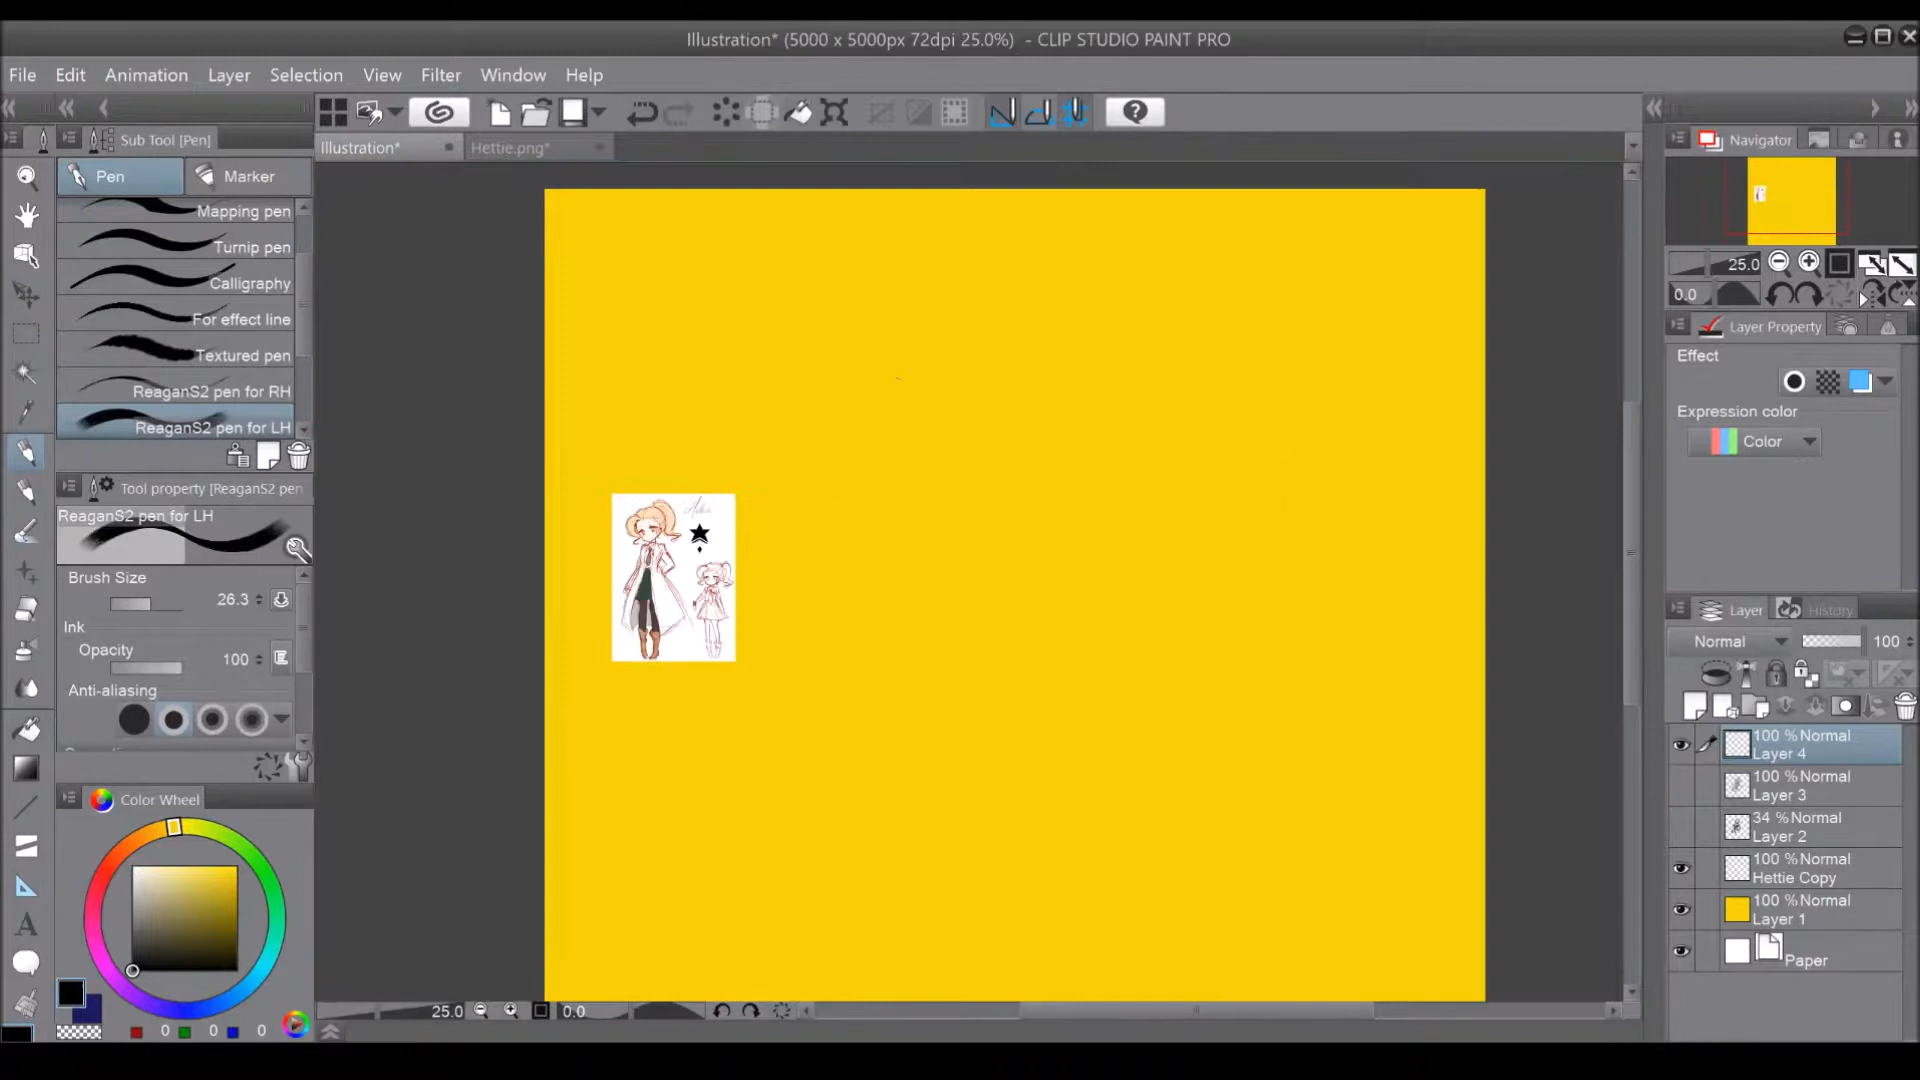 Illustration* (5000 x 5000px 72dpi 25.0%) - CLIP STUDIO PAINT PRO
File Edit Animation Layer Selection View Filter Window Help
Sub Tool [Pen]
Illustration* Hettie.png*
Navigator
Pen Marker
Mapping pen
Turnip pen
Calligraphy
For effect line
Textured pen
ReaganS2 pen for RH
ReaganS2 pen for LH
Tool property [ReaganS2 pen
ReaganS2 pen for LH
Brush Size
26.3
Ink
Opacity
100
Anti-aliasing
Color Wheel
0 0 0
25.0 0.0
25.0
0.0
Layer Property
Effect
Expression color
Color
Layer History
Normal 100
100 %Normal
Layer 4
100 %Normal
Layer 3
34 %Normal
Layer 2
100 %Normal
Hettie Copy
100 %Normal
Layer 1
Paper